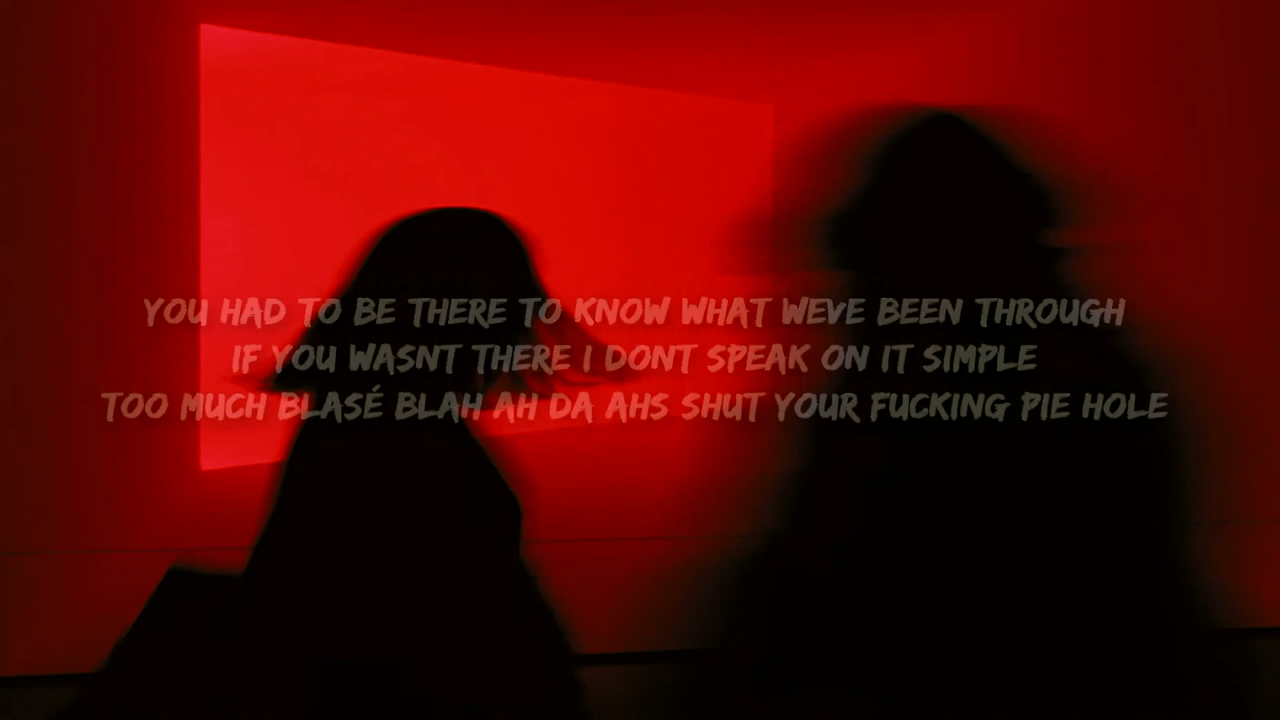 YOU HAD TO BE THERE TO KNOW WHAT WEVE BEEN THROUGH
IF YOU WASNT THERE I DONT SPEAK ON IT SIMPLE
TOO MUCH BLASÉ BLAH AH DA AHS SHUT YOUR FUCKING PIE HOLE